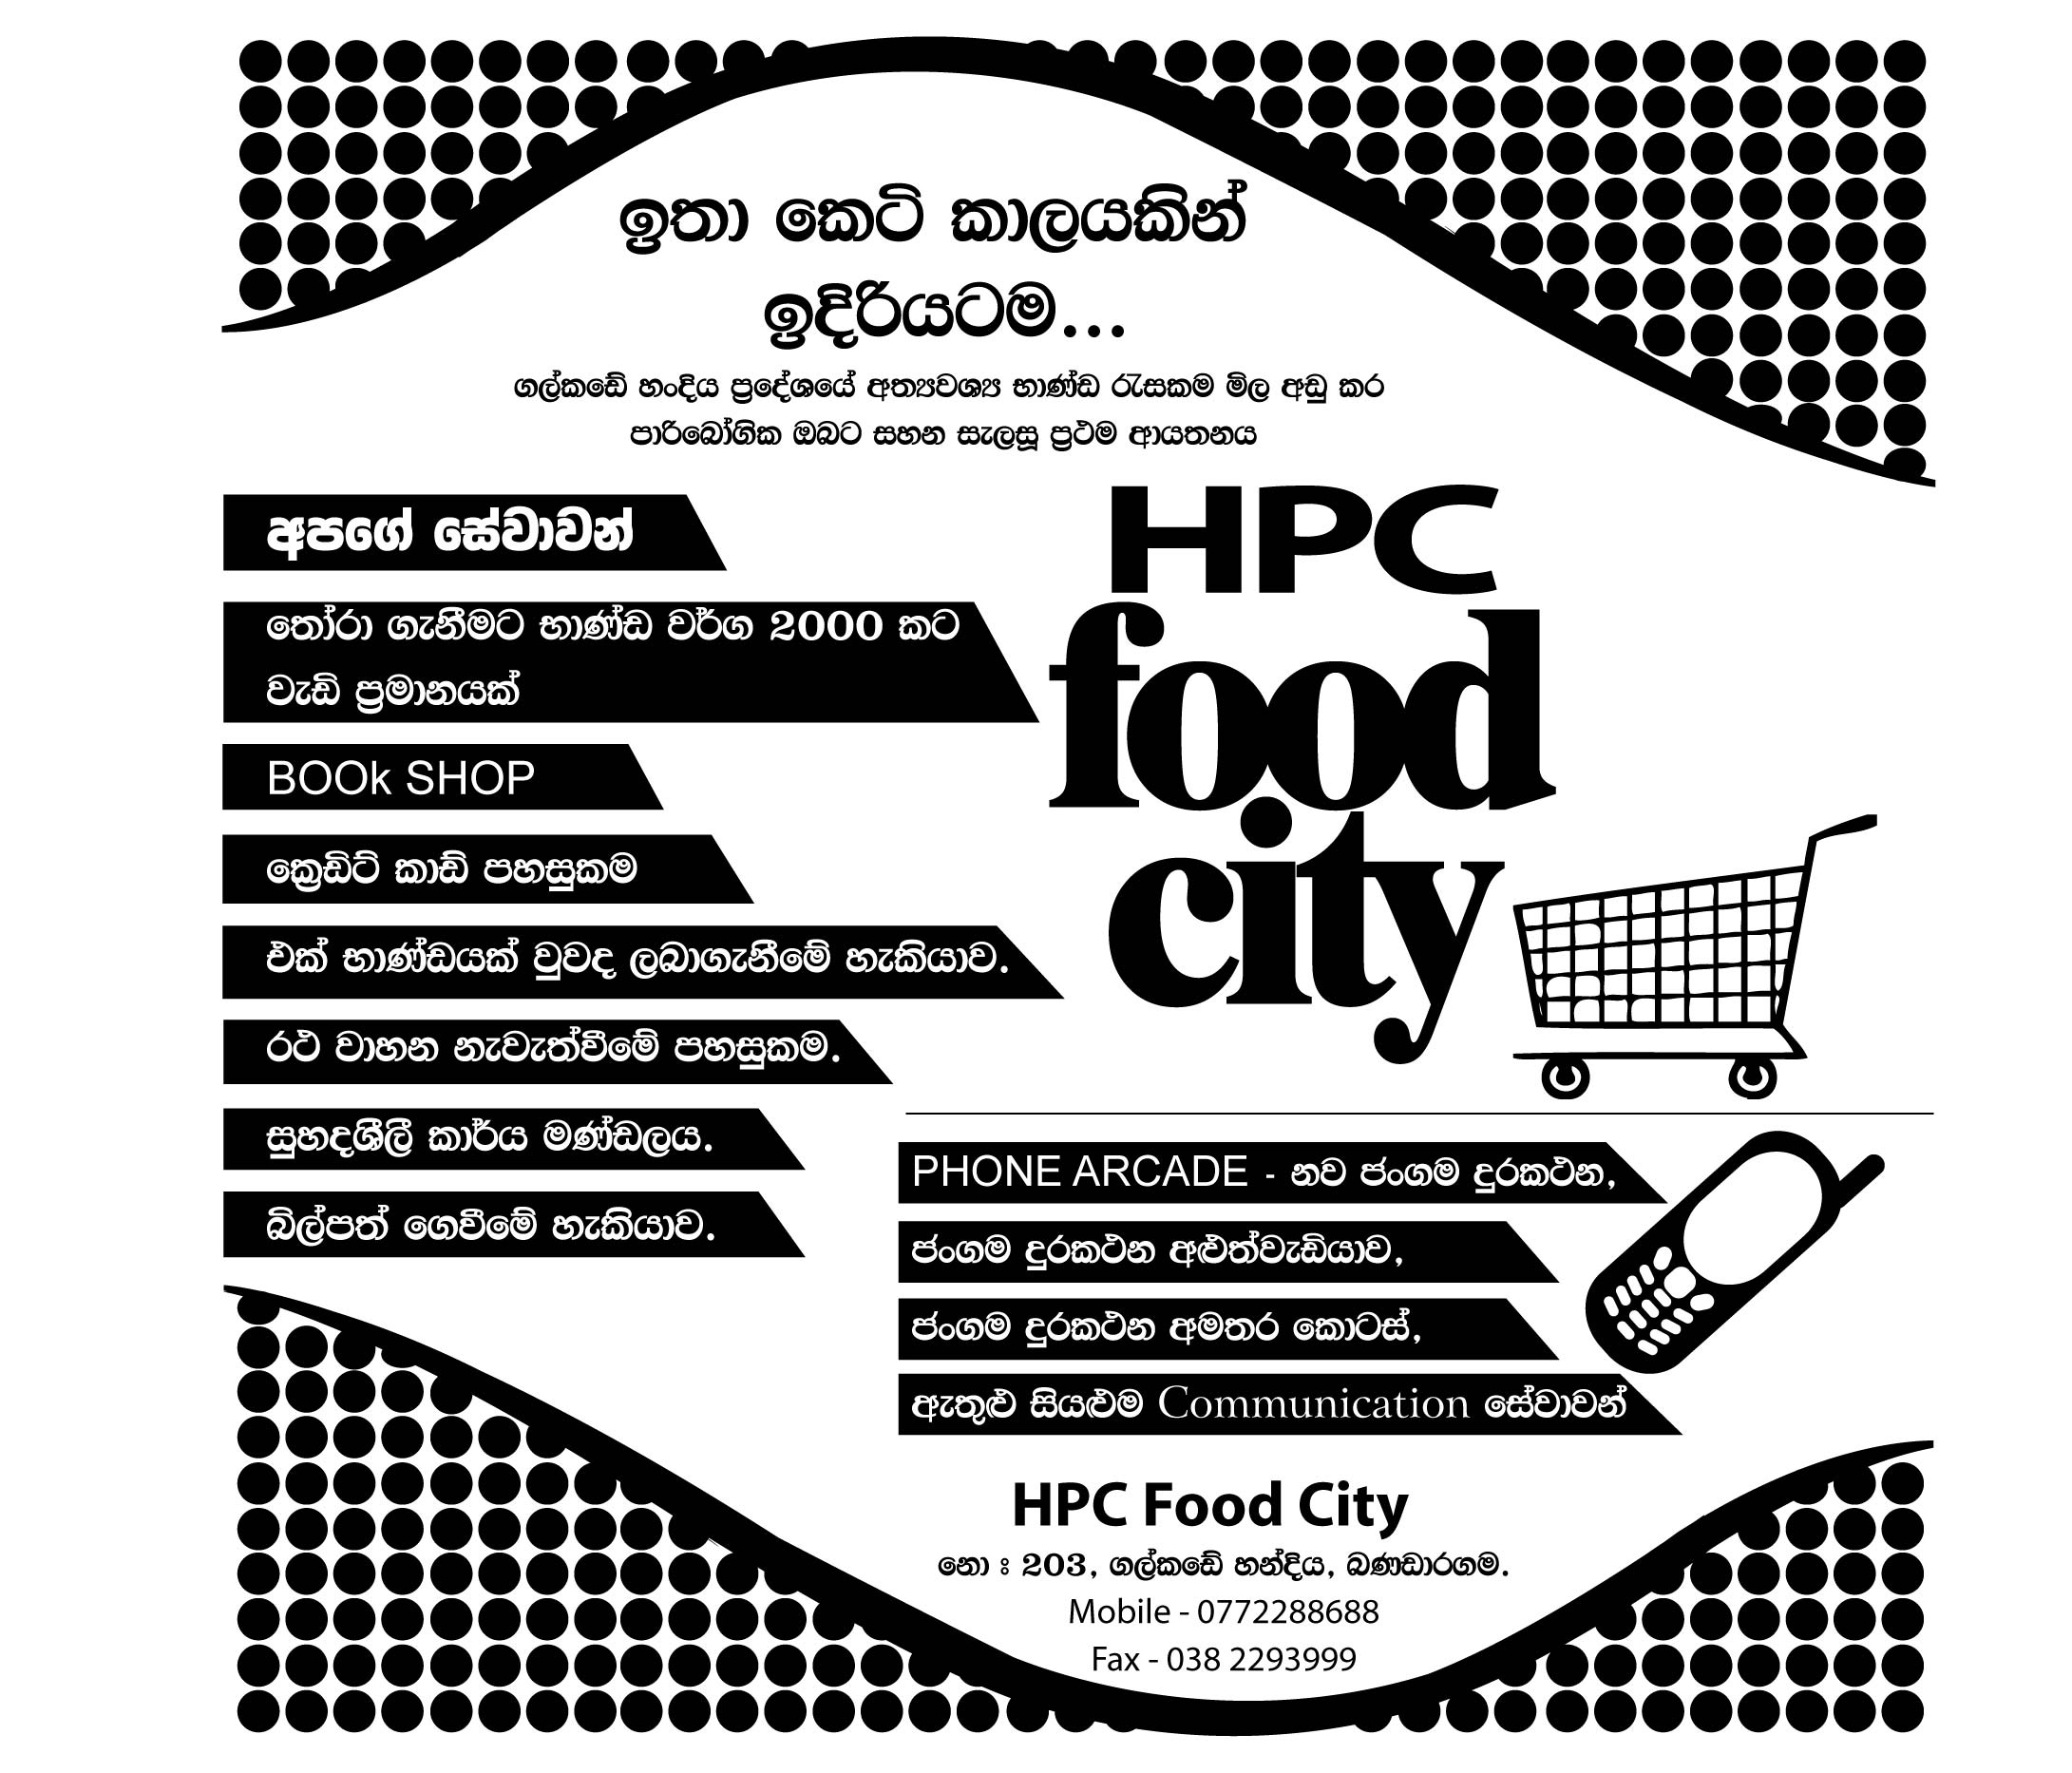 ඉතා කෙටි කාලයකින්
ඉදිරියටම...
ගල්කඩේ හංදිය ප්‍රදේශයේ අත්‍යවශ්‍ය භාණ්ඩ රැසකම මිල අඩු කර
පාරිබෝගික ඔබට සහන සැලසූ ප්‍රථම ආයතනය
අපගේ සේවාවන්
තෝරා ගැනීමට භාණ්ඩ වර්ග 2000 කට
වැඩි ප්‍රමානයක්
BOOk SHOP
ක්‍රෙඩිට් කාඩ් පහසුකම
එක් භාණ්ඩයක් වුවද ලබාගැනීමේ හැකියාව.
රථ වාහන නැවැත්වීමේ පහසුකම.
සුහදශීලී කාර්ය මණ්ඩලය.
බිල්පත් ගෙවීමේ හැකියාව.
HPC
food
city
PHONE ARCADE - නව ජංගම දුරකථන,
ජංගම දුරකථන අළුත්වැඩියාව,
ජංගම දුරකථන අමතර කොටස්,
ඇතුළු සියළුම Communication සේවාවන්
HPC Food City
නො : 203, ගල්කඩේ හන්දිය, බණඩාරගම.
Mobile - 0772288688
Fax - 038 2293999